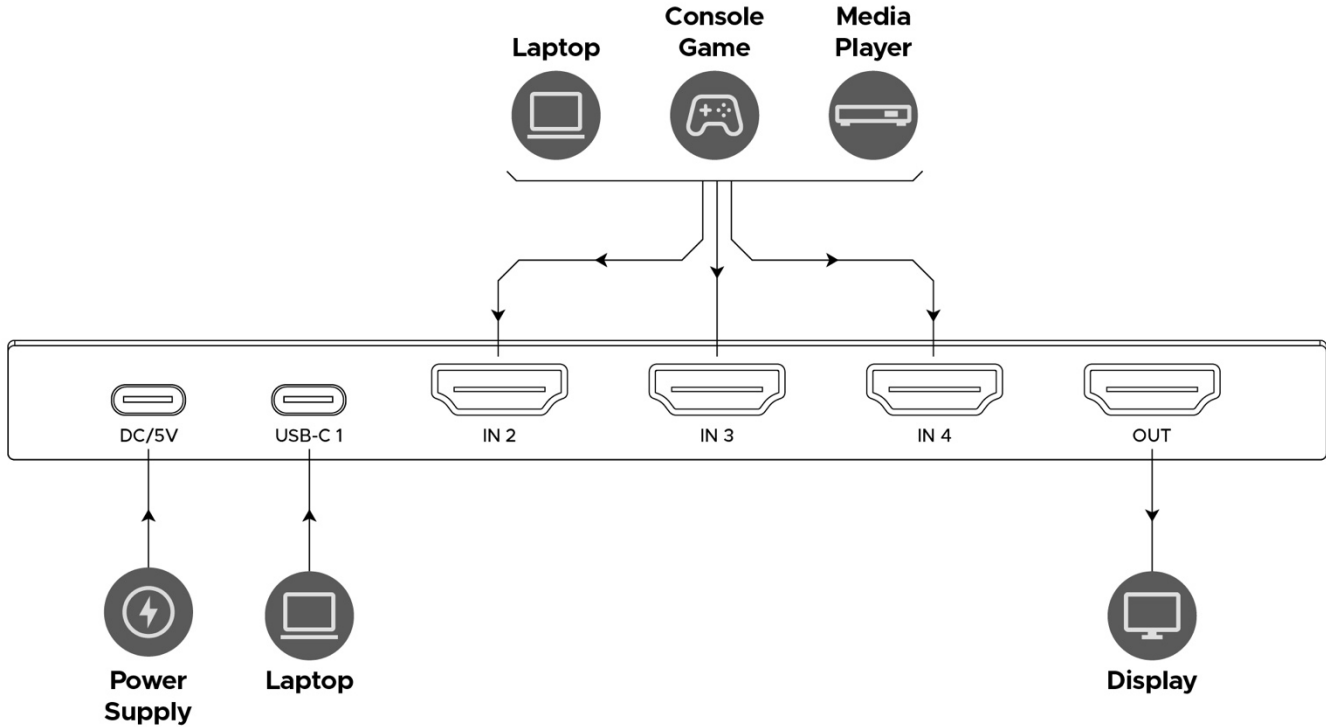 Laptop
Console
Game
Media
Player
DC/5V
USB-C 1
IN 2
IN 3
IN 4
OUT
Power
Supply
Laptop
Display